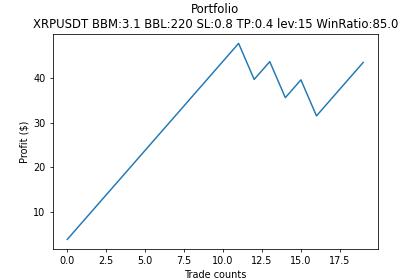 Portfolio
XRPUSDT BBM:3.1 BBL:220 SL:0.8 TP:0.4 lev:15 WinRatio:85.0
40
30
20
10
Profit ($)
0.0 2.5 5.0 7.5 10.0 12.5 15.0 17.5
Trade counts